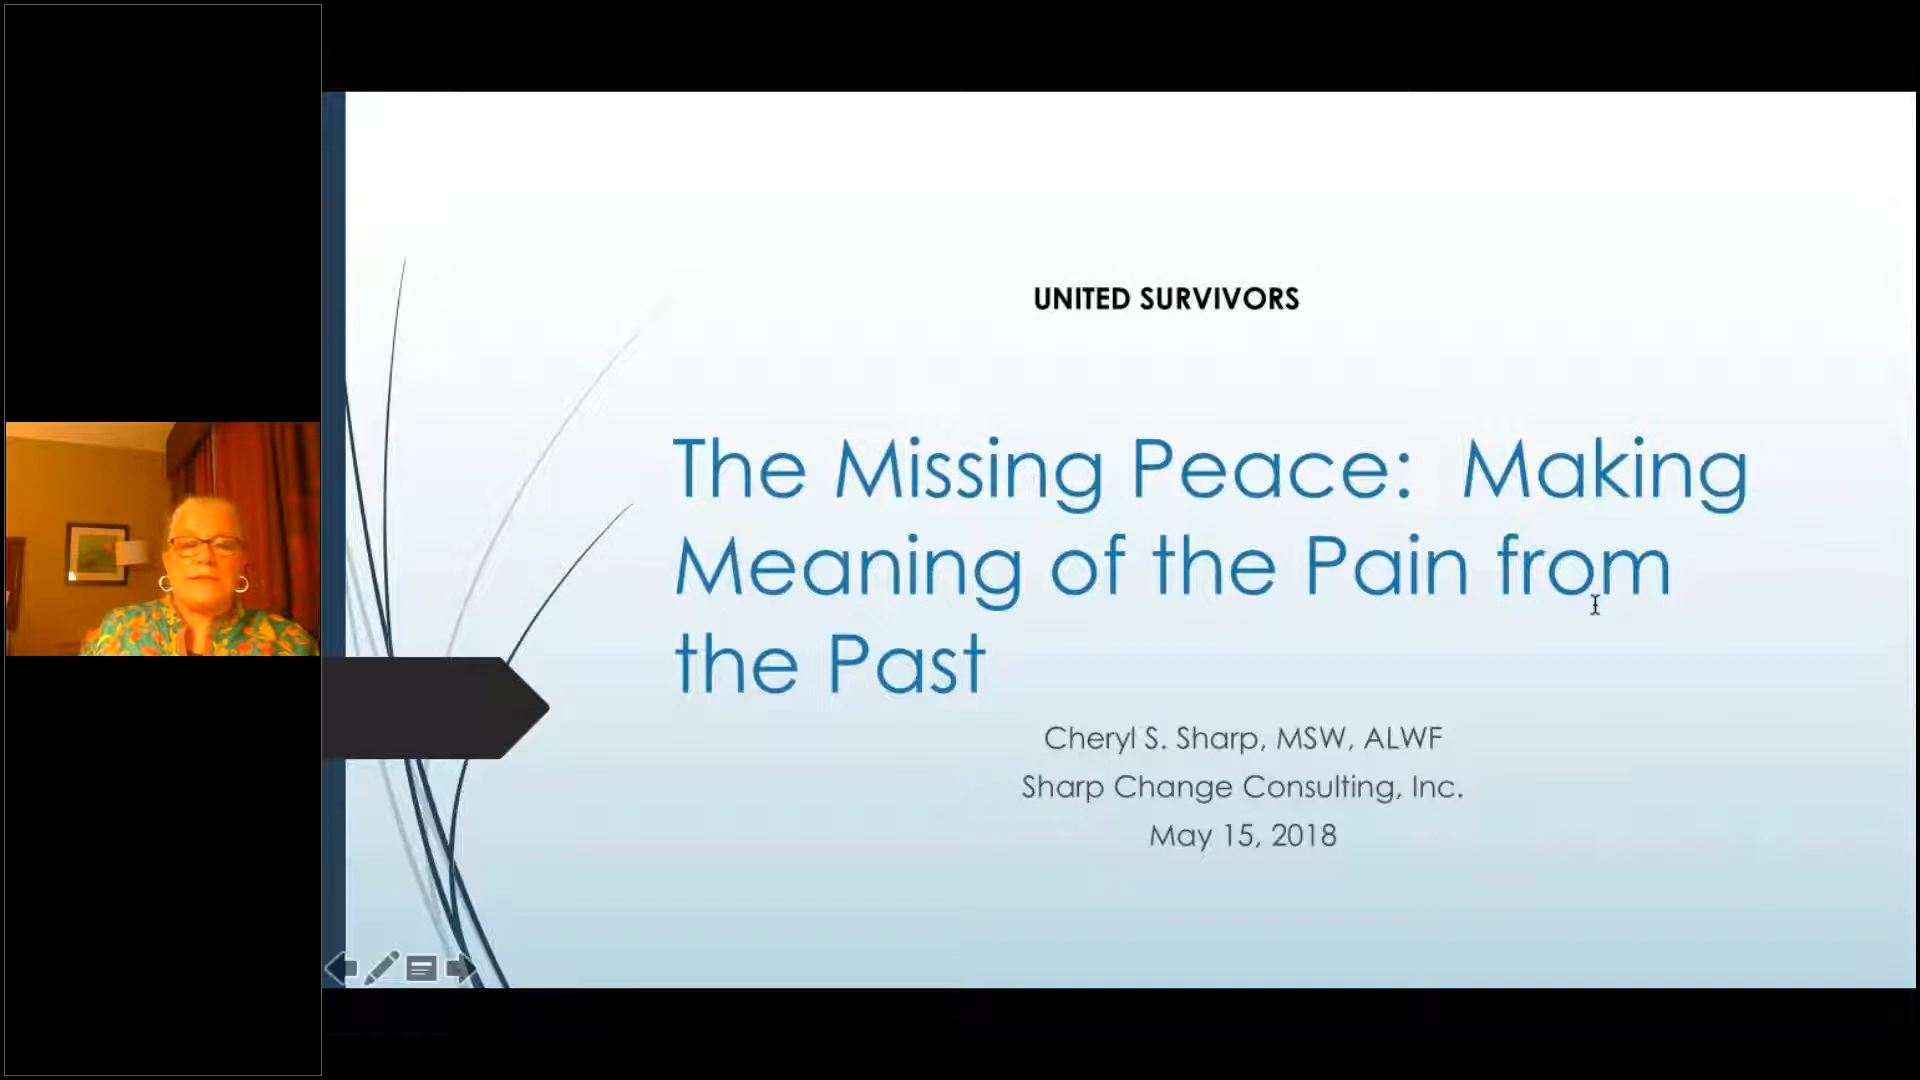 UNITED SURVIVORS
The Missing Peace:  Making
Meaning of the Pain from
the Past
Cheryl S. Sharp, MSW, ALWF
Sharp Change Consulting, Inc.
May 15, 2018